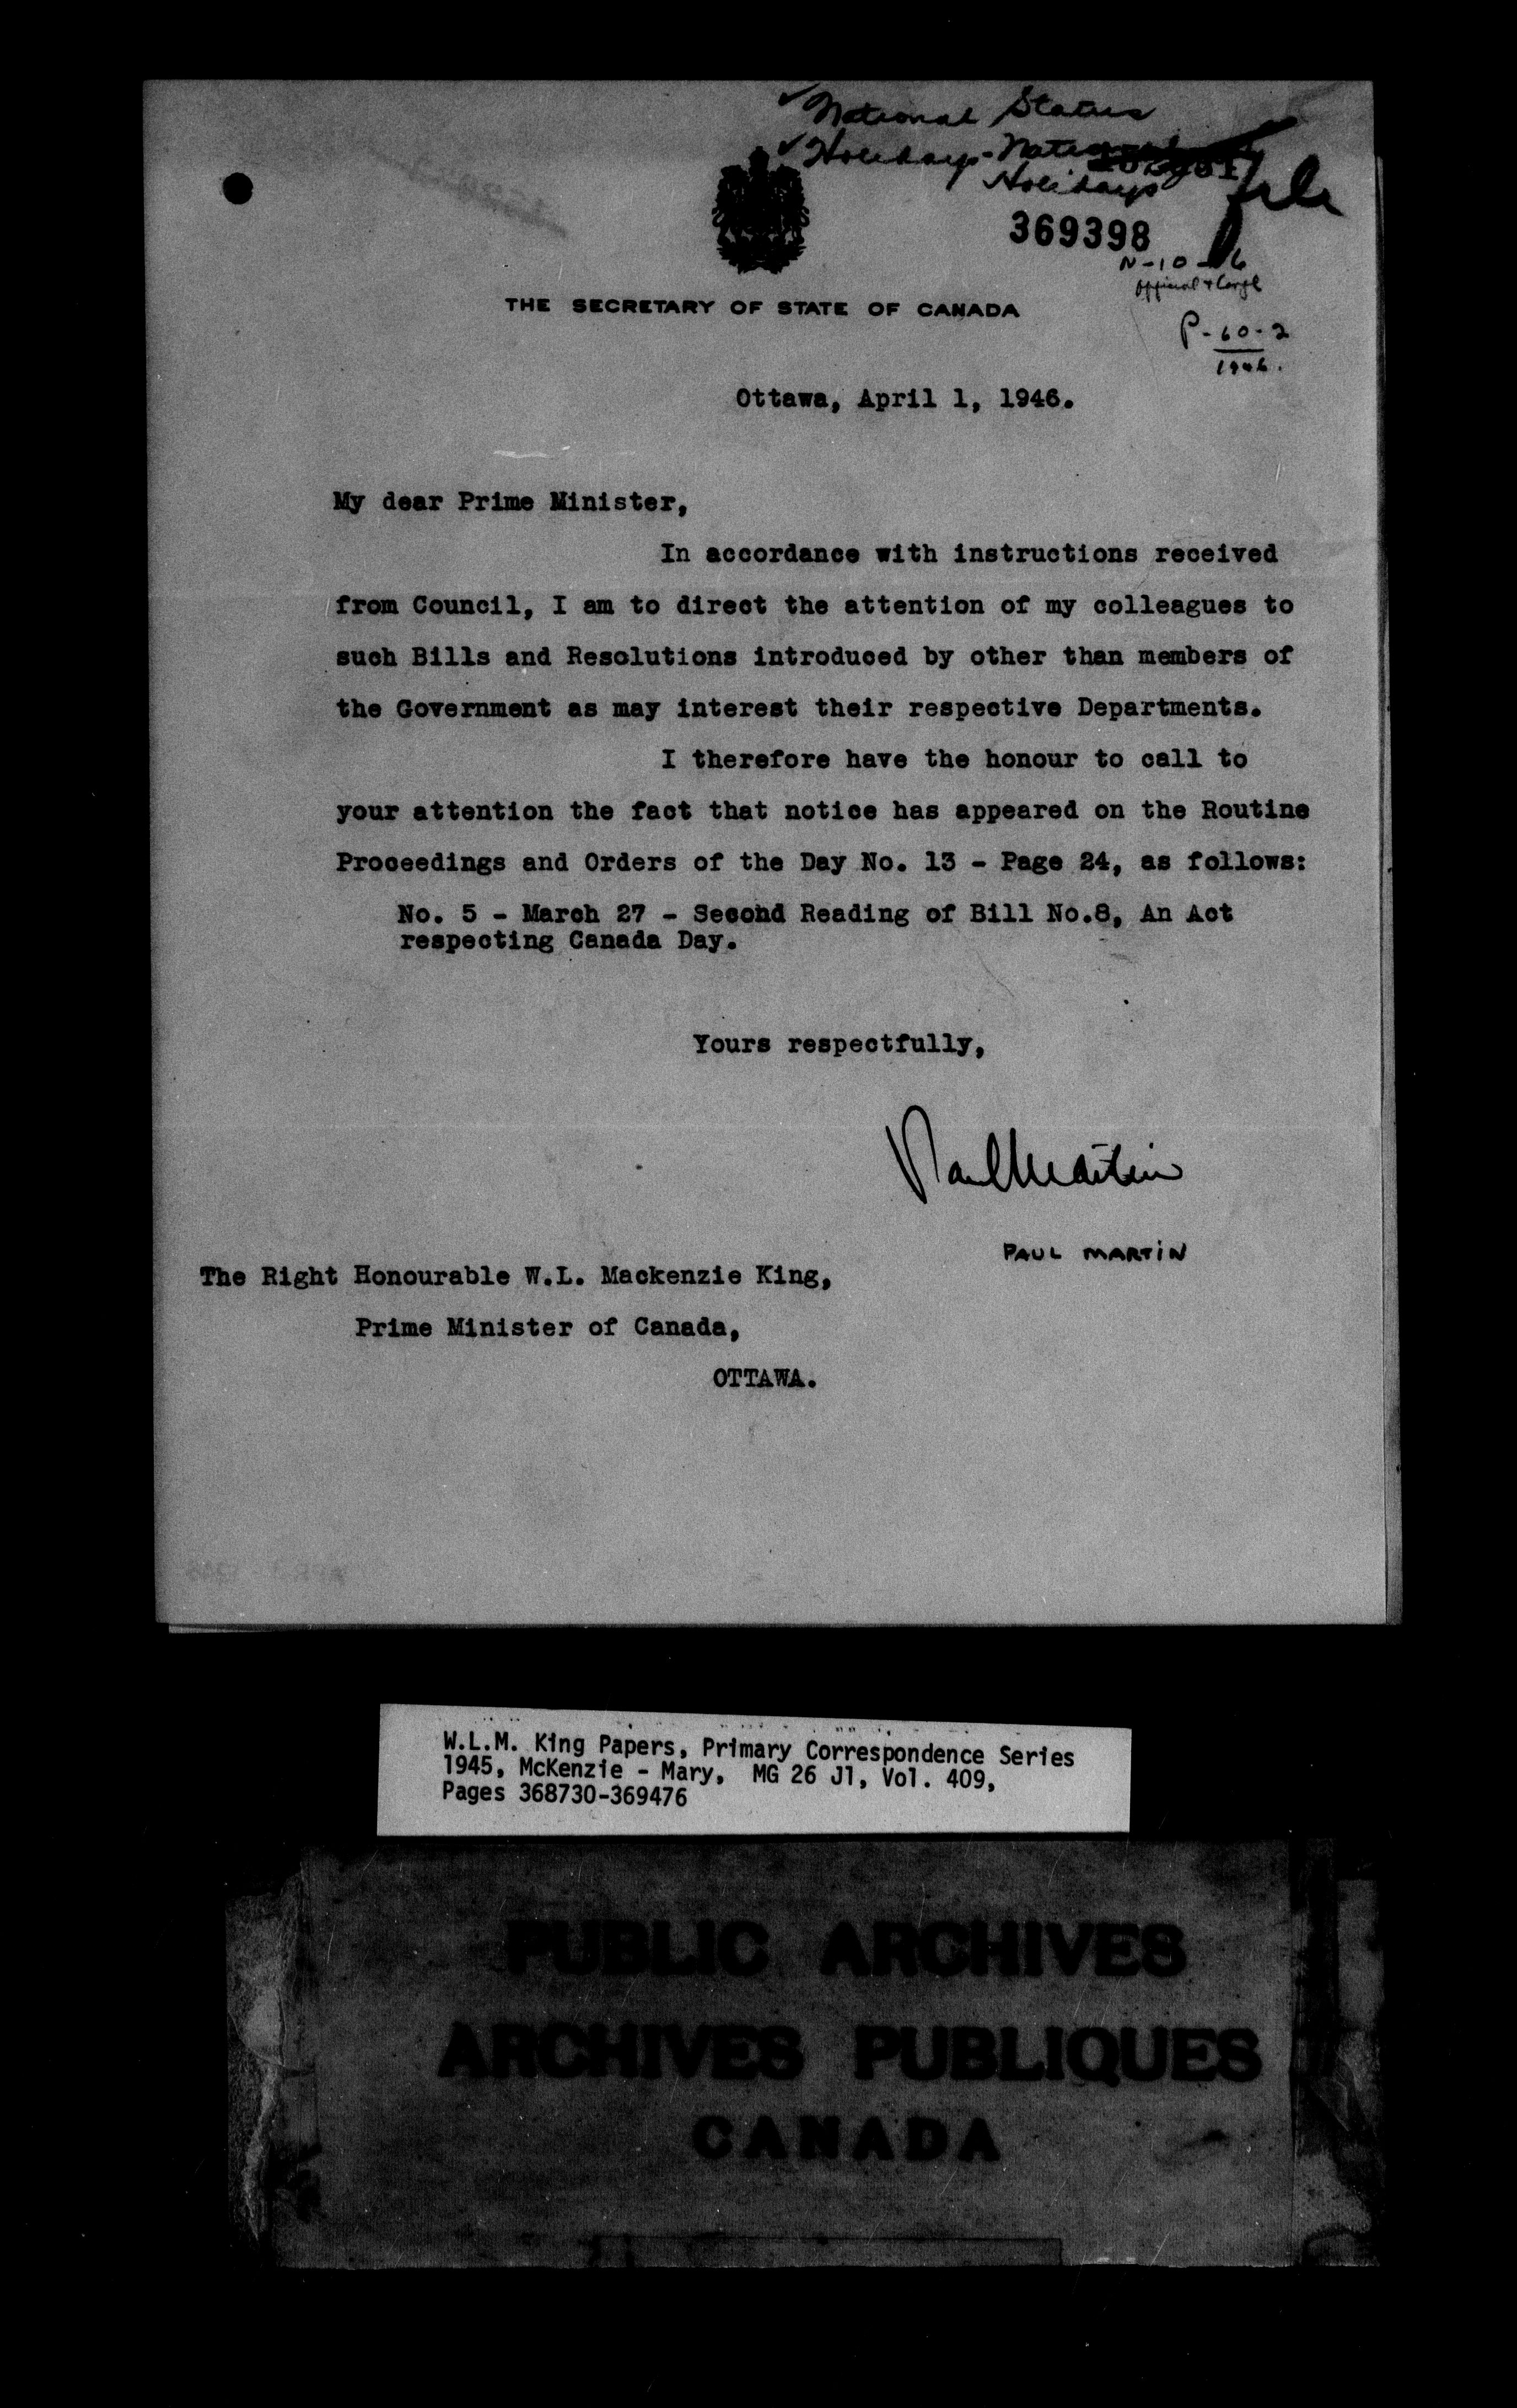 National Status
Holidays - National
Holidays
file
369398
N-10-6
P-60-2
1946.
THE SECRETARY OF STATE OF CANADA
Ottawa, April 1, 1946.
My dear Prime Minister,
In accordance with instructions received
from Council, I am to direct the attention of my colleagues to
such Bills and Resolutions introduced by other than members of
the Government as may interest their respective Departments.
I therefore have the honour to call to
your attention the fact that notice has appeared on the Routine
Proceedings and Orders of the Day No. 13 - Page 24, as follows:
No. 5 - March 27 - Second Reading of Bill No.8, An Act
respecting Canada Day.
Yours respectfully,
Paul Martin
PAUL MARTIN
The Right Honourable W.L. Mackenzie King,
Prime Minister of Canada,
OTTAWA.
W.L.M. King Papers, Primary Correspondence Series
1945, McKenzie - Mary, MG 26 J1, Vol. 409,
Pages 368730-369476
PUBLIC ARCHIVES
ARCHIVES PUBLIQUES
CANADA